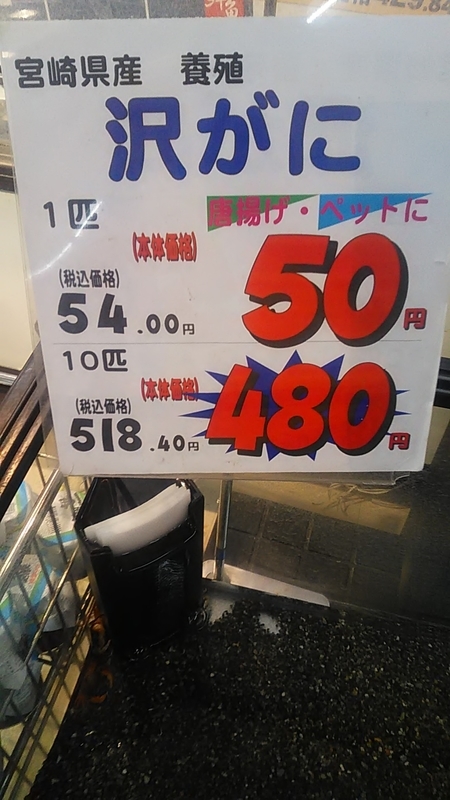 宮崎県産 養殖
沢がに
唐揚げ・ペットに
1匹
(本体価格)
50円
(税込価格)
54.00円
10匹
(本体価格)
480円
(税込価格)
518.40円